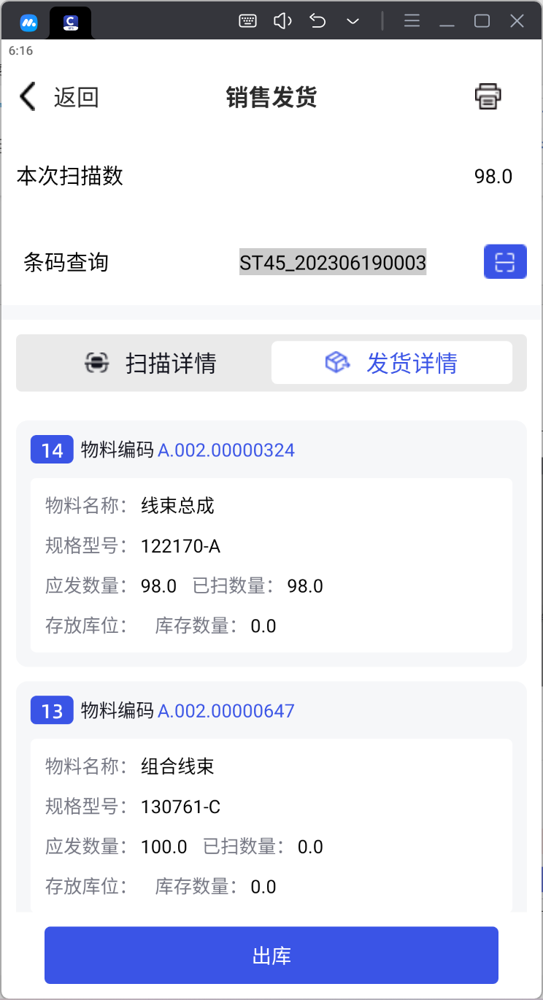 6:16
返回 销售发货
本次扫描数 98.0
条码查询 ST45_202306190003
扫描详情 发货详情
14 物料编码 A.002.00000324
物料名称： 线束总成
规格型号： 122170-A
应发数量： 98.0 已扫数量： 98.0
存放库位： 库存数量： 0.0
13 物料编码 A.002.00000647
物料名称： 组合线束
规格型号： 130761-C
应发数量： 100.0 已扫数量： 0.0
存放库位： 库存数量： 0.0
出库